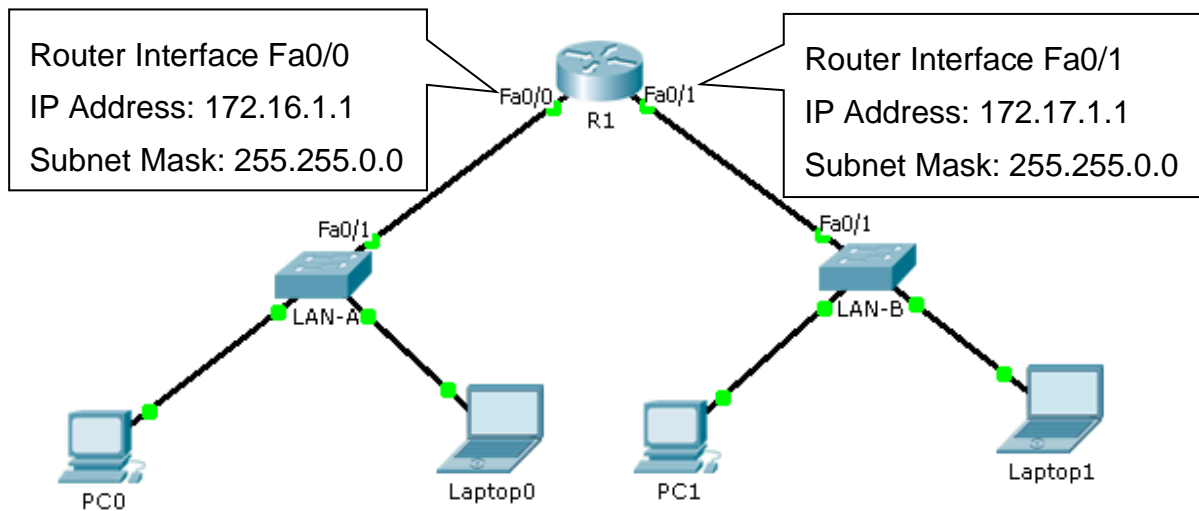 Router Interface Fa0/0
IP Address: 172.16.1.1
Subnet Mask: 255.255.0.0
Router Interface Fa0/1
IP Address: 172.17.1.1
Subnet Mask: 255.255.0.0
Fa0/0
Fa0/1
R1
Fa0/1
Fa0/1
LAN-A
LAN-B
PC0
Laptop0
PC1
Laptop1